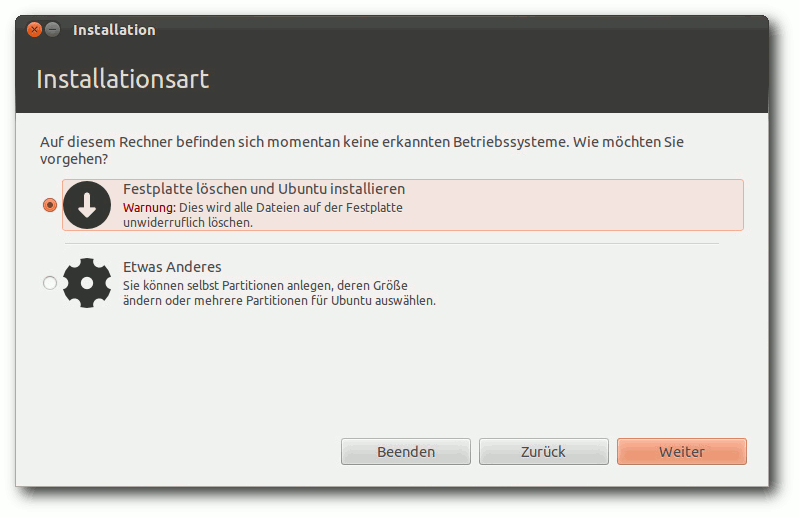 Installation
Installationsart
Auf diesem Rechner befinden sich momentan keine erkannten Betriebssysteme. Wie möchten Sie
vorgehen?
Festplatte löschen und Ubuntu installieren
Warnung: Dies wird alle Dateien auf der Festplatte
unwiderruflich löschen.
Etwas Anderes
Sie können selbst Partitionen anlegen, deren Größe
ändern oder mehrere Partitionen für Ubuntu auswählen.
Beenden
Zurück
Weiter